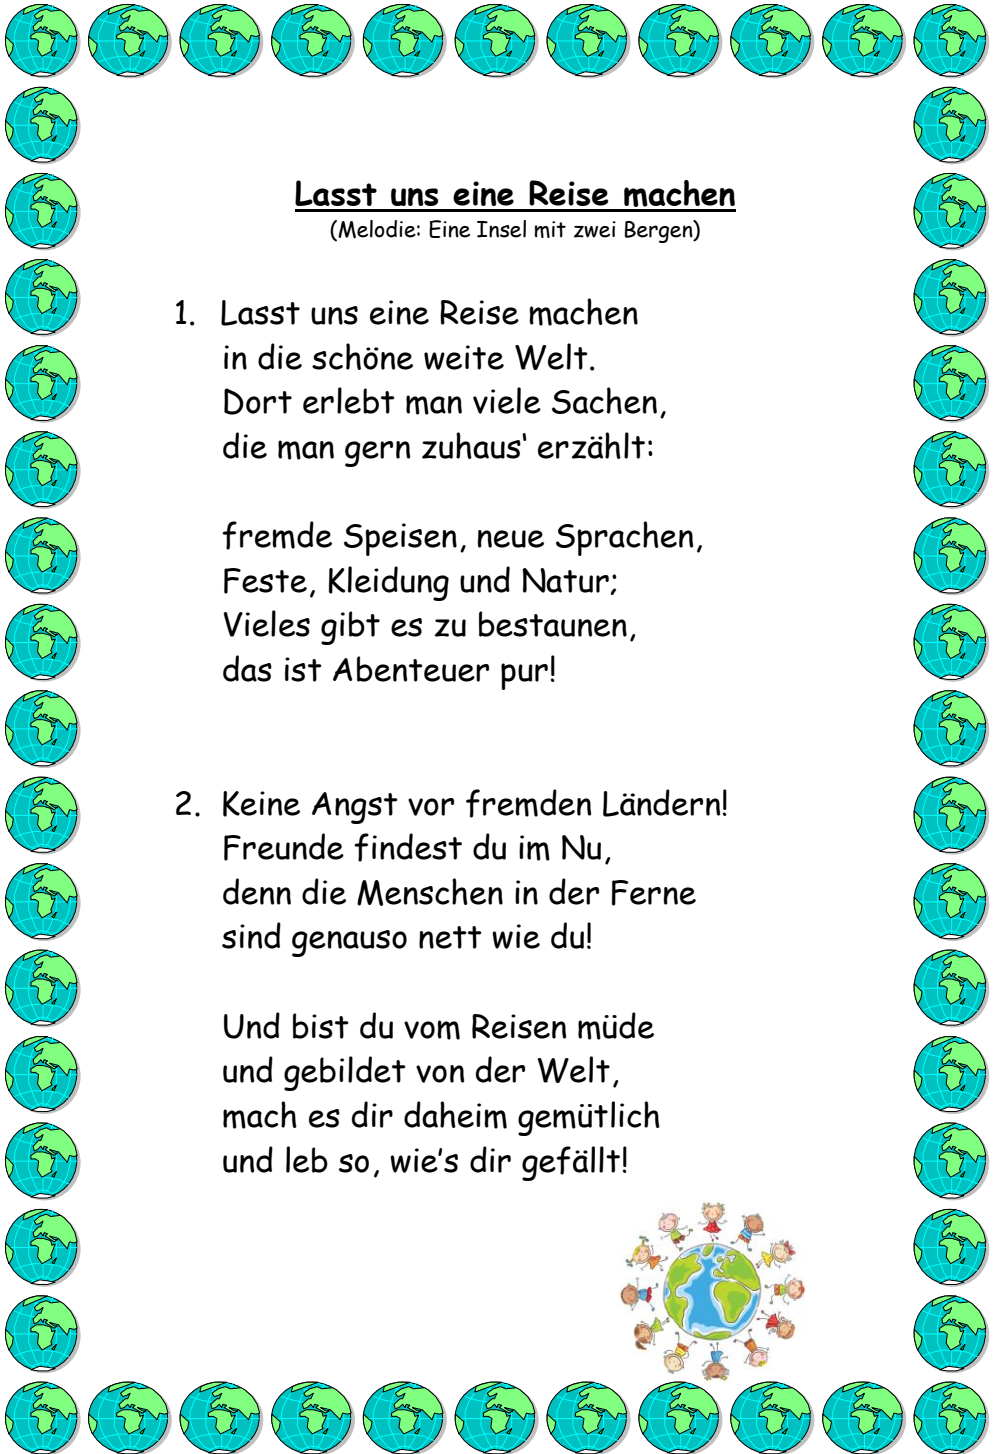 Lasst uns eine Reise machen
(Melodie: Eine Insel mit zwei Bergen)
1. Lasst uns eine Reise machen
in die schöne weite Welt.
Dort erlebt man viele Sachen,
die man gern zuhaus‘ erzählt:
fremde Speisen, neue Sprachen,
Feste, Kleidung und Natur;
Vieles gibt es zu bestaunen,
das ist Abenteuer pur!
2. Keine Angst vor fremden Ländern!
Freunde findest du im Nu,
denn die Menschen in der Ferne
sind genauso nett wie du!
Und bist du vom Reisen müde
und gebildet von der Welt,
mach es dir daheim gemütlich
und leb so, wie’s dir gefällt!